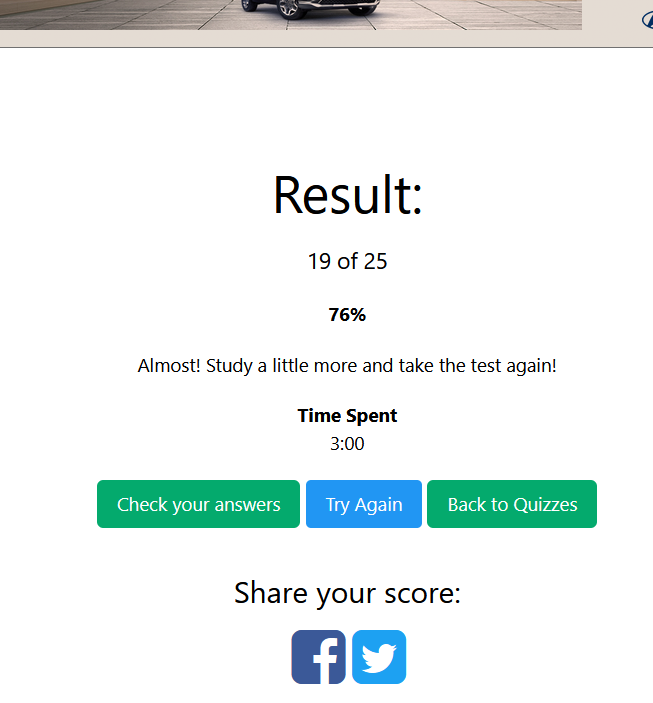 Result:
19 of 25
76%
Almost! Study a little more and take the test again!
Time Spent
3:00
Check your answers
Try Again
Back to Quizzes
Share your score: